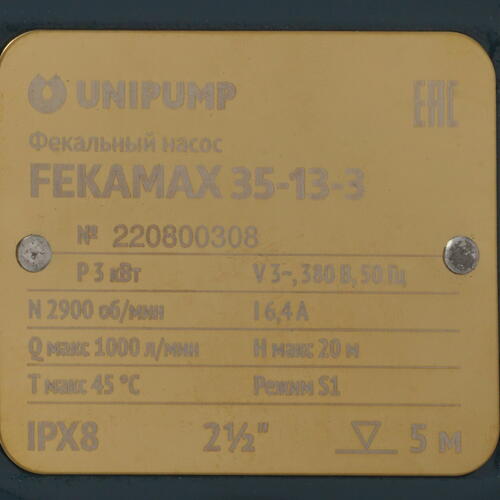 UNIPUMP
EAC
Фекальный насос
FEKAMAX 35-13-3
№ 220800308
P 3 кВт V 3~, 380 В, 50 Гц
N 2900 об/мин I 6,4 А
Q макс 1000 л/мин H макс 20 м
T макс 45 °C Режим S1
IPX8 2½" 5 м